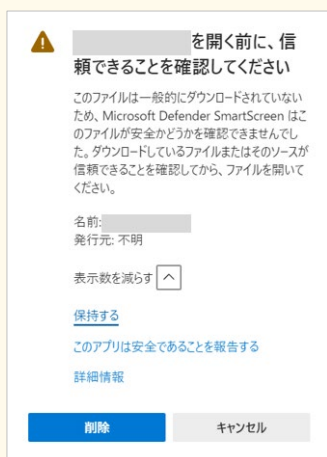 を開く前に、信
頼できることを確認してください
このファイルは一般的にダウンロードされていない
ため、Microsoft Defender SmartScreen はこ
のファイルが安全かどうかを確認できませんでし
た。ダウンロードしているファイルまたはそのソースが
信頼できることを確認してから、ファイルを開いて
ください。
名前:
発行元: 不明
表示数を減らす
保持する
このアプリは安全であることを報告する
詳細情報
削除 キャンセル